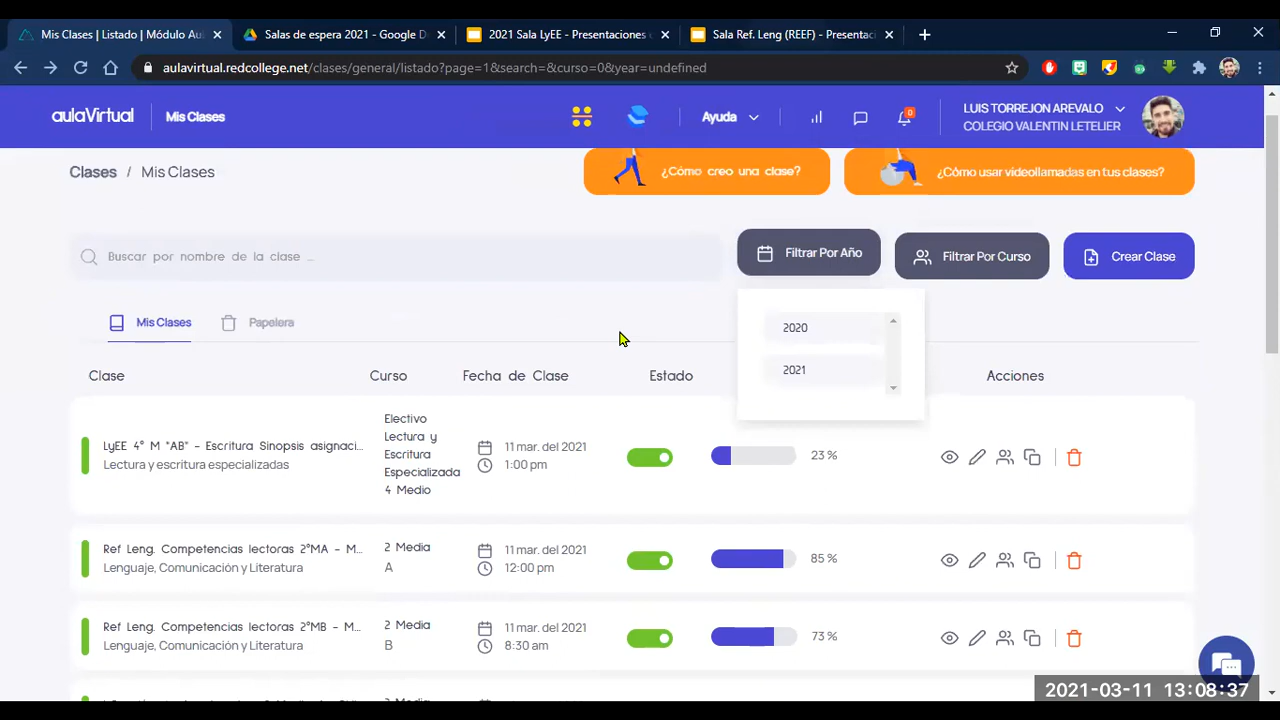 Mis Clases | Listado | Módulo Au
Salas de espera 2021 - Google D
2021 Sala LyEE - Presentaciones
Sala Ref. Leng (REEF) - Presentac
aulavirtual.redcollege.net/clases/general/listado?page=1&search=&curso=0&year=undefined
aulaVirtual
Mis Clases
Ayuda
0
LUIS TORREJON AREVALO
COLEGIO VALENTIN LETELIER
Clases / Mis Clases
¿Cómo creo una clase?
¿Cómo usar videollamadas en tus clases?
Buscar por nombre de la clase ...
Filtrar Por Año
Filtrar Por Curso
Crear Clase
2020
2021
Mis Clases
Papelera
Clase
Curso
Fecha de Clase
Estado
Acciones
LyEE 4° M "AB" - Escritura Sinopsis asignaci...
Lectura y escritura especializadas
Electivo
Lectura y
Escritura
Especializada
4 Medio
11 mar. del 2021
1:00 pm
23 %
Ref Leng. Competencias lectoras 2°MA - M...
Lenguaje, Comunicación y Literatura
2 Media
A
11 mar. del 2021
12:00 pm
85 %
Ref Leng. Competencias lectoras 2°MB - M...
Lenguaje, Comunicación y Literatura
2 Media
B
11 mar. del 2021
8:30 am
73 %
2021-03-11 13:08:37